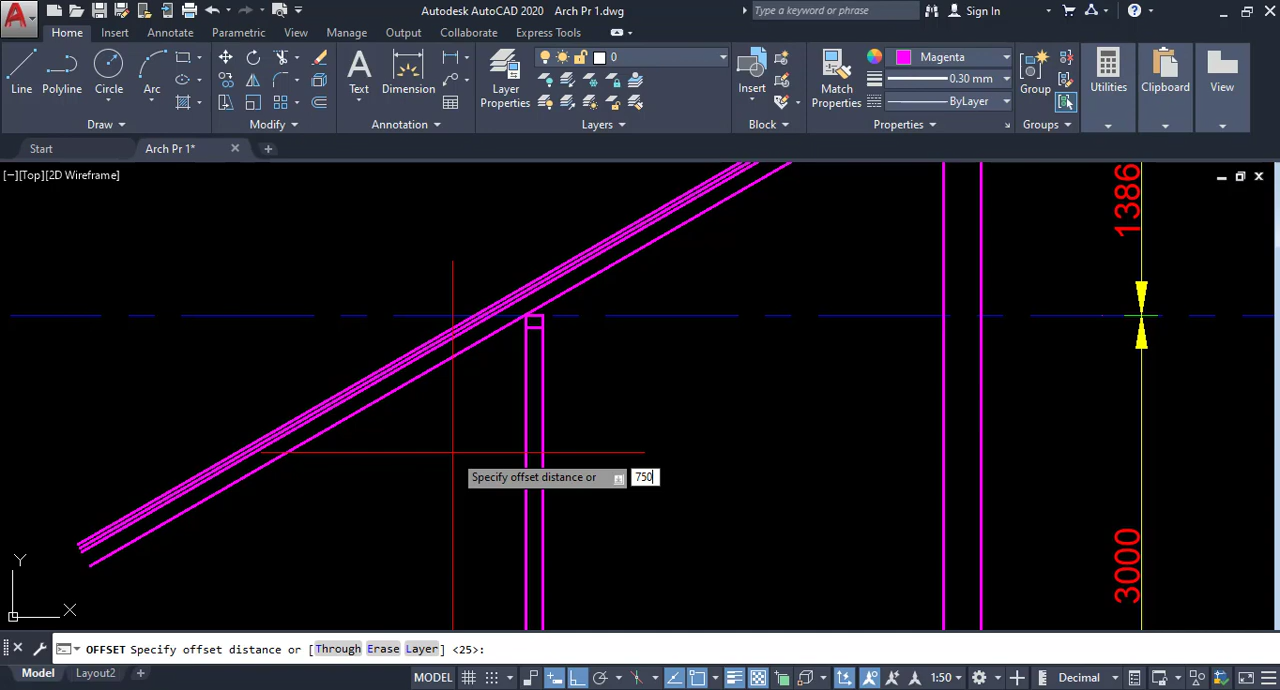 Autodesk AutoCAD 2020 Arch Pr 1.dwg
Type a keyword or phrase
Sign In
Home Insert Annotate Parametric View Manage Output Collaborate Express Tools
Line Polyline Circle Arc
Draw
Modify
Text Dimension
Annotation
Layer Properties
0
Layers
Insert
Block
Match Properties
Magenta
0.30 mm
ByLayer
Properties
Group
Groups
Utilities
Clipboard
View
Start Arch Pr 1*
[−][Top][2D Wireframe]
1386
3000
Specify offset distance or 750
Y
X
OFFSET Specify offset distance or [Through Erase Layer] <25>:
Model Layout2
MODEL 1:50 Decimal